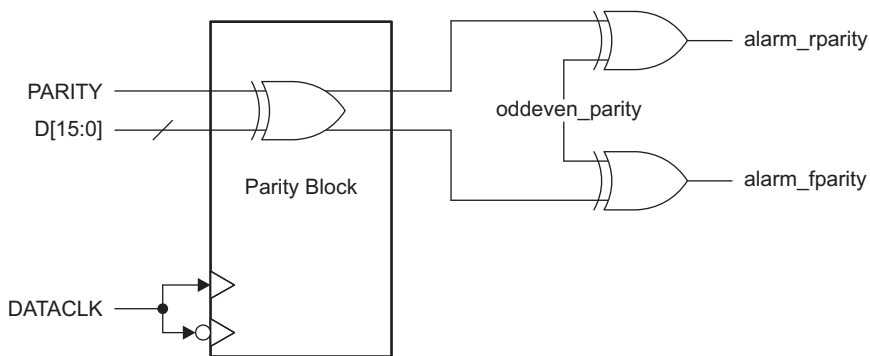 alarm_rparity
PARITY
oddeven_parity
D[15:0]
alarm_fparity
Parity Block
DATACLK